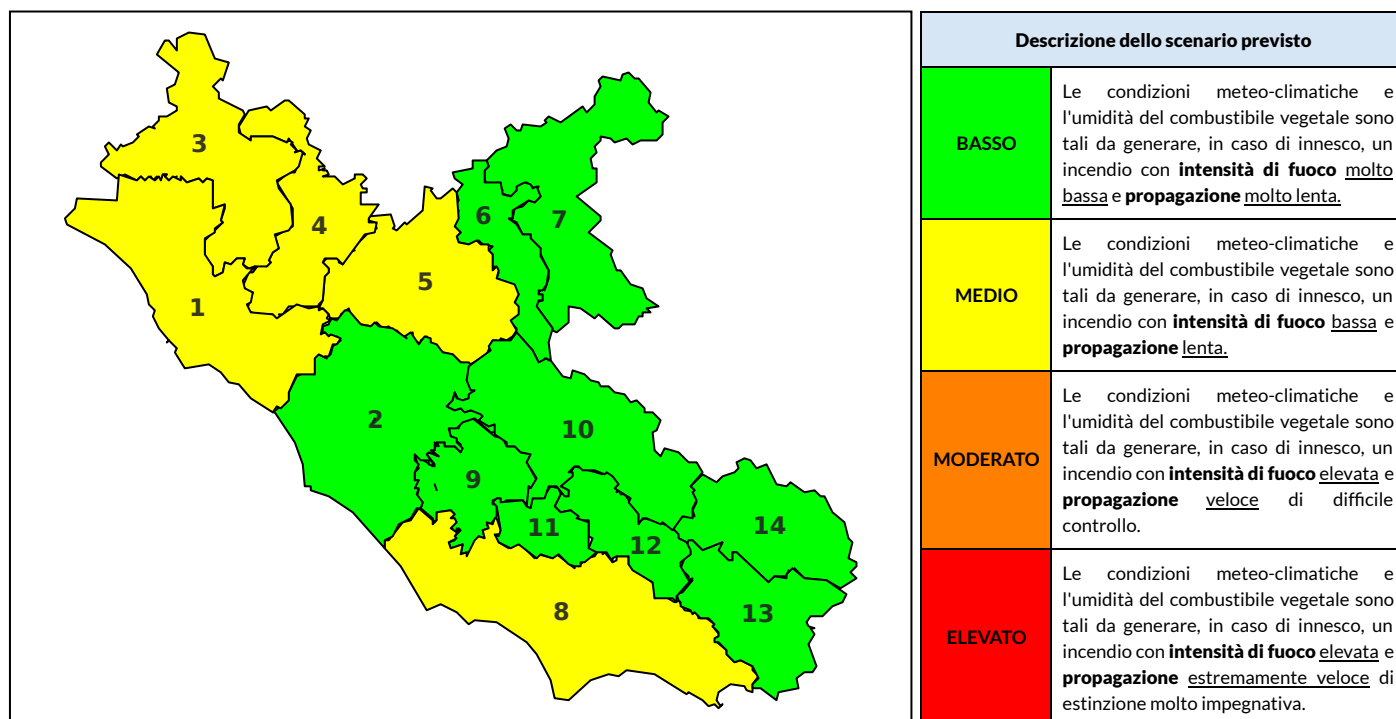 3
4
6
7
5
1
2
10
9
11
12
14
8
13
Descrizione dello scenario previsto
BASSO
Le condizioni meteo-climatiche e
l'umidità del combustibile vegetale sono
tali da generare, in caso di innesco, un
incendio con intensità di fuoco molto
bassa e propagazione molto lenta.
MEDIO
Le condizioni meteo-climatiche e
l'umidità del combustibile vegetale sono
tali da generare, in caso di innesco, un
incendio con intensità di fuoco bassa e
propagazione lenta.
MODERATO
Le condizioni meteo-climatiche e
l'umidità del combustibile vegetale sono
tali da generare, in caso di innesco, un
incendio con intensità di fuoco elevata e
propagazione veloce di difficile
controllo.
ELEVATO
Le condizioni meteo-climatiche e
l'umidità del combustibile vegetale sono
tali da generare, in caso di innesco, un
incendio con intensità di fuoco elevata e
propagazione estremamente veloce di
estinzione molto impegnativa.